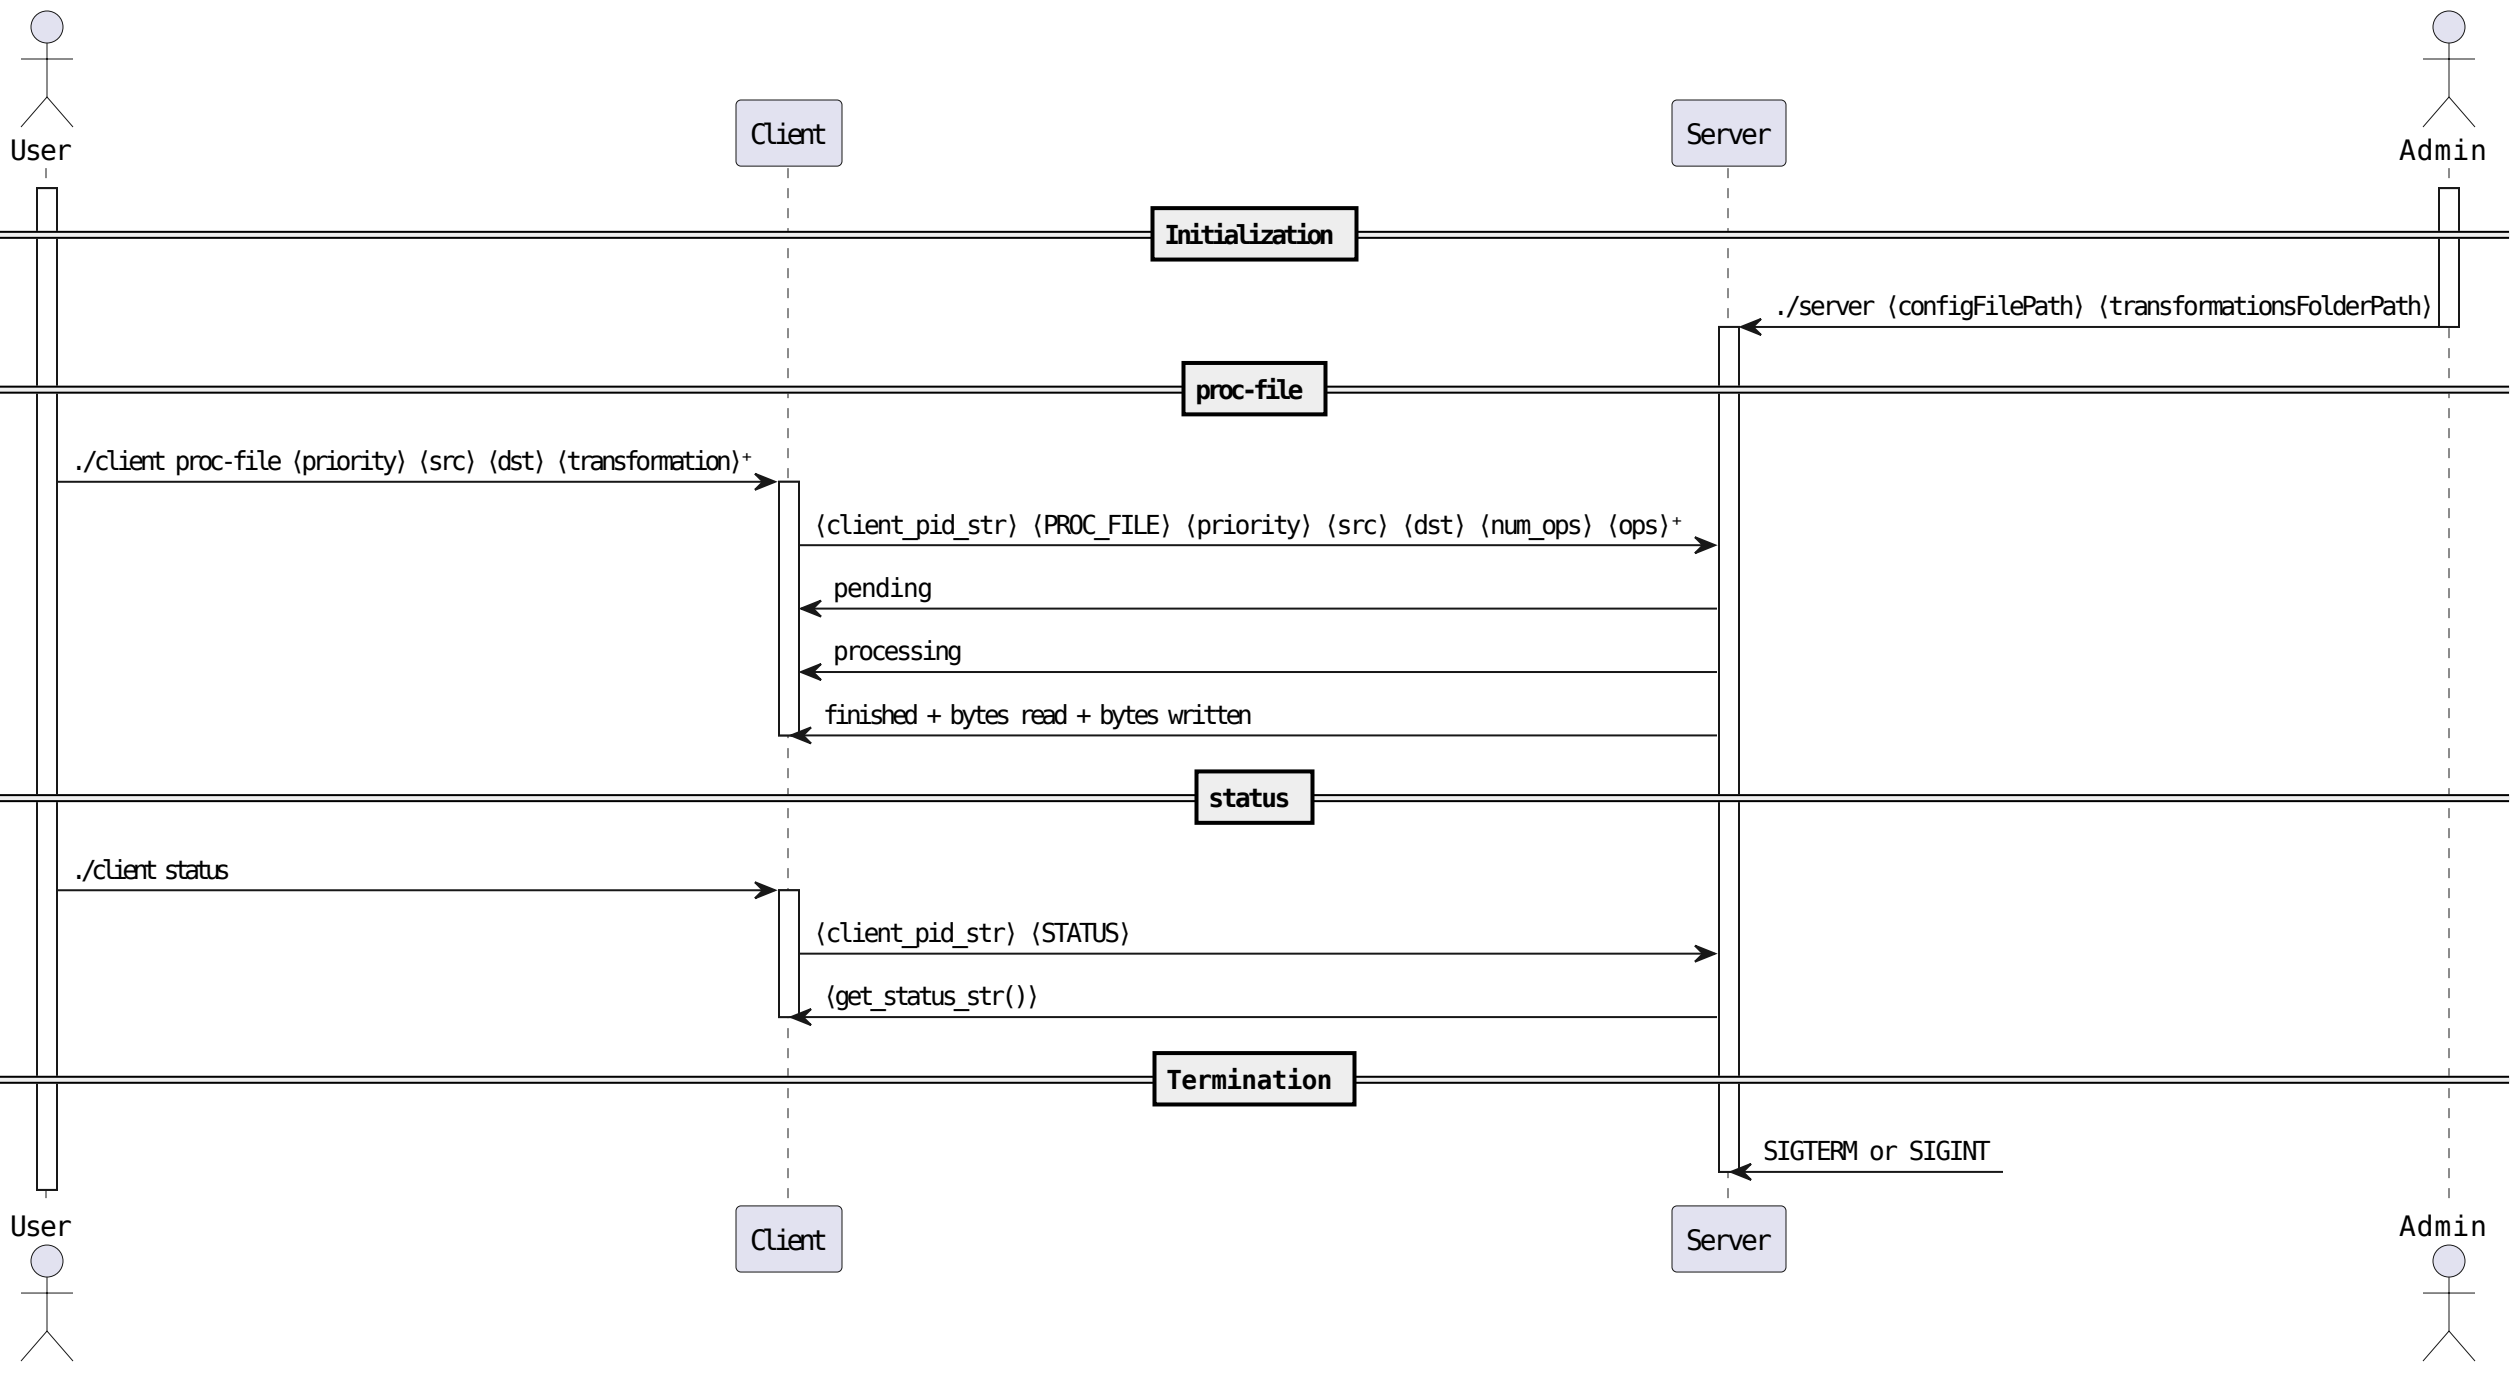 User
Client
Server
Admin
Initialization
./server ⟨configFilePath⟩ ⟨transformationsFolderPath⟩
proc-file
./client proc-file ⟨priority⟩ ⟨src⟩ ⟨dst⟩ ⟨transformation⟩⁺
⟨client_pid_str⟩ ⟨PROC_FILE⟩ ⟨priority⟩ ⟨src⟩ ⟨dst⟩ ⟨num_ops⟩ ⟨ops⟩⁺
pending
processing
finished + bytes read + bytes written
status
./client status
⟨client_pid_str⟩ ⟨STATUS⟩
⟨get_status_str()⟩
Termination
SIGTERM or SIGINT
User
Client
Server
Admin